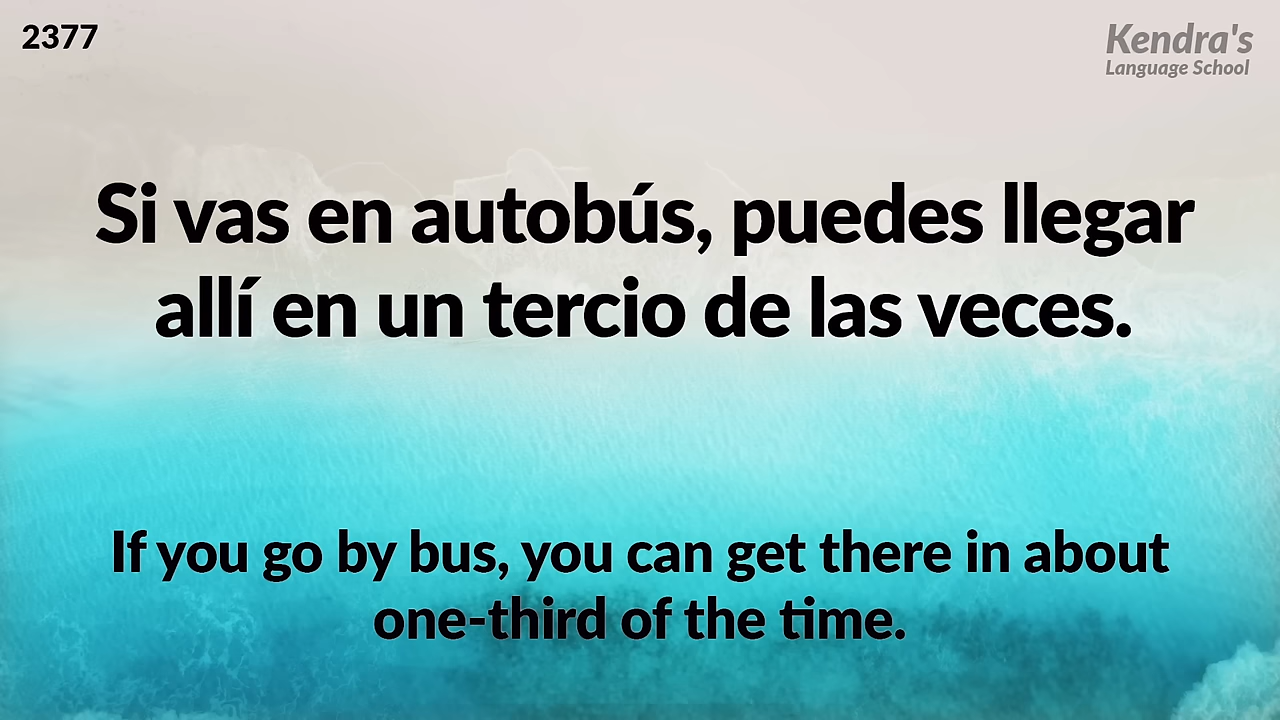 2377
Kendra's
Language School
Si vas en autobús, puedes llegar
allí en un tercio de las veces.
If you go by bus, you can get there in about
one-third of the time.